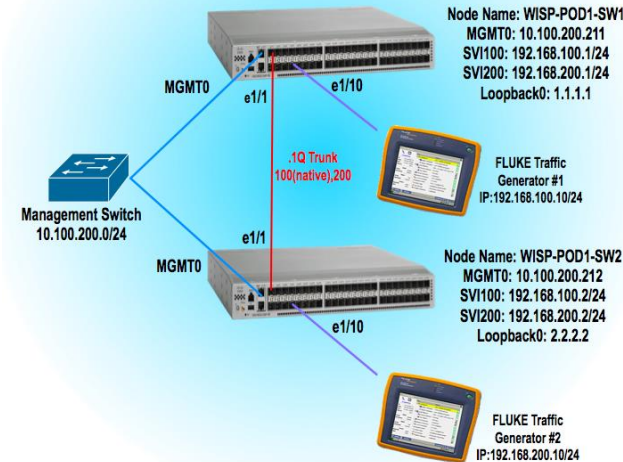 Node Name: WISP-POD1-SW1
MGMT0: 10.100.200.211
SVI100: 192.168.100.1/24
SVI200: 192.168.200.1/24
Loopback0: 1.1.1.1
MGMT0
e1/1
e1/10
.1Q Trunk
100(native),200
FLUKE Traffic
Generator #1
IP:192.168.100.10/24
Management Switch
10.100.200.0/24
e1/1
MGMT0
Node Name: WISP-POD1-SW2
MGMT0: 10.100.200.212
SVI100: 192.168.100.2/24
SVI200: 192.168.200.2/24
Loopback0: 2.2.2.2
e1/10
FLUKE Traffic
Generator #2
IP:192.168.200.10/24